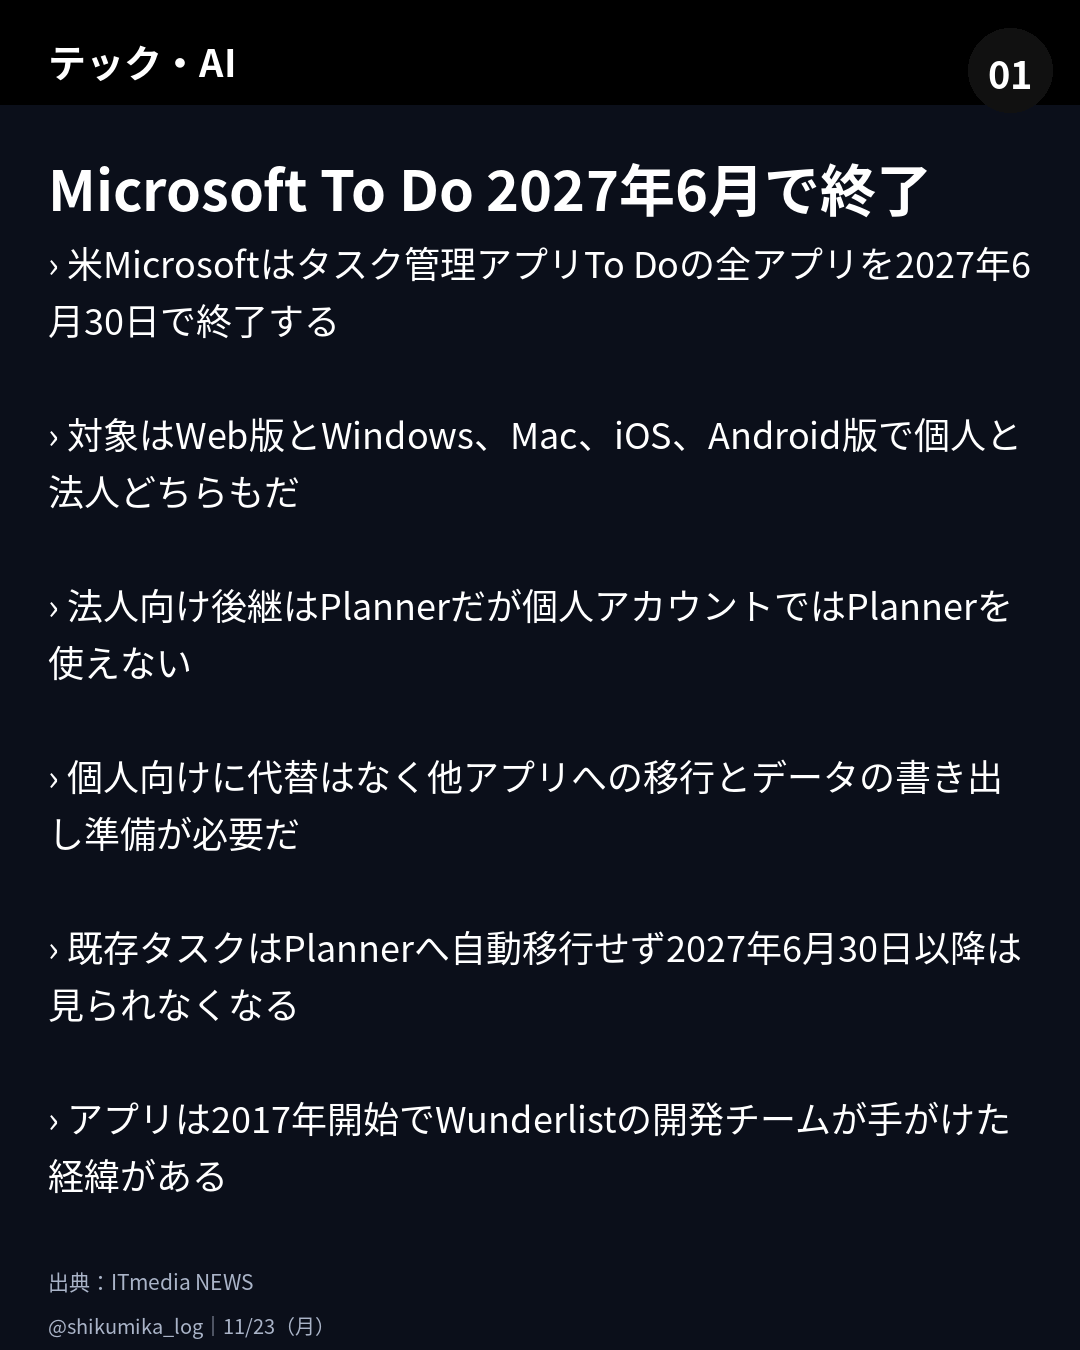 テック・AI
01
Microsoft To Do 2027年6月で終了
› 米Microsoftはタスク管理アプリTo Doの全アプリを2027年6
月30日で終了する
› 対象はWeb版とWindows、Mac、iOS、Android版で個人と
法人どちらもだ
› 法人向け後継はPlannerだが個人アカウントではPlannerを
使えない
› 個人向けに代替はなく他アプリへの移行とデータの書き出
し準備が必要だ
› 既存タスクはPlannerへ自動移行せず2027年6月30日以降は
見られなくなる
› アプリは2017年開始でWunderlistの開発チームが手がけた
経緯がある
出典：ITmedia NEWS
@shikumika_log｜11/23（月）